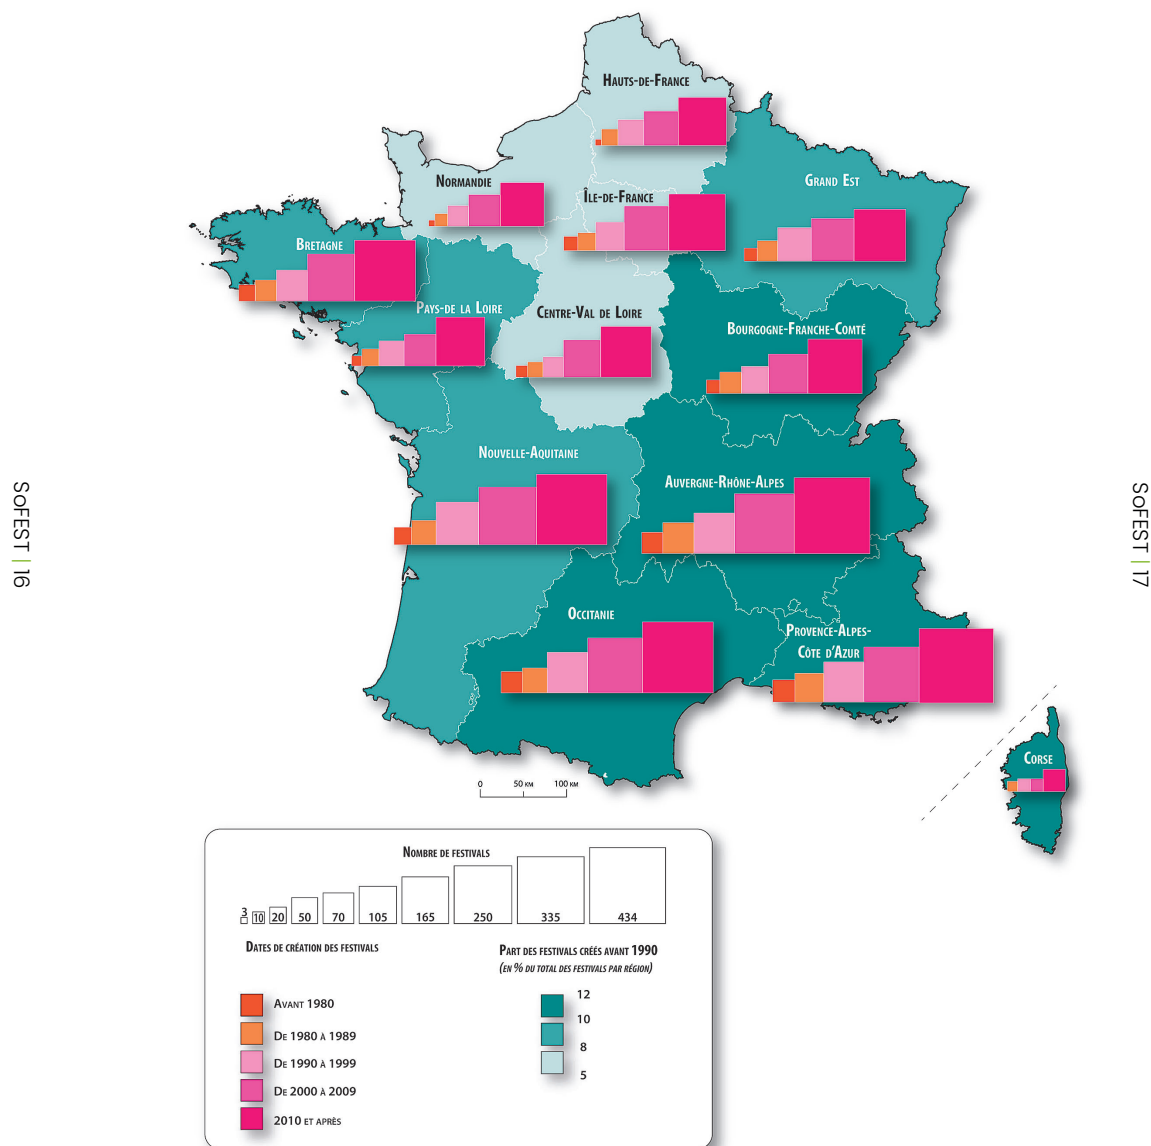 Hauts-de-France
Normandie
Île-de-France
Grand Est
Bretagne
Pays-de la Loire
Centre-Val de Loire
Bourgogne-Franche-Comté
Nouvelle-Aquitaine
Auvergne-Rhône-Alpes
SOFEST | 16
SOFEST | 17
Occitanie
Provence-Alpes-
Côte d'Azur
Corse
0 50 km 100 km
Nombre de festivals
3 10 20 50 70 105 165 250 335 434
Dates de création des festivals
Avant 1980
De 1980 à 1989
De 1990 à 1999
De 2000 à 2009
2010 et après
Part des festivals créés avant 1990
(en % du total des festivals par région)
12
10
8
5